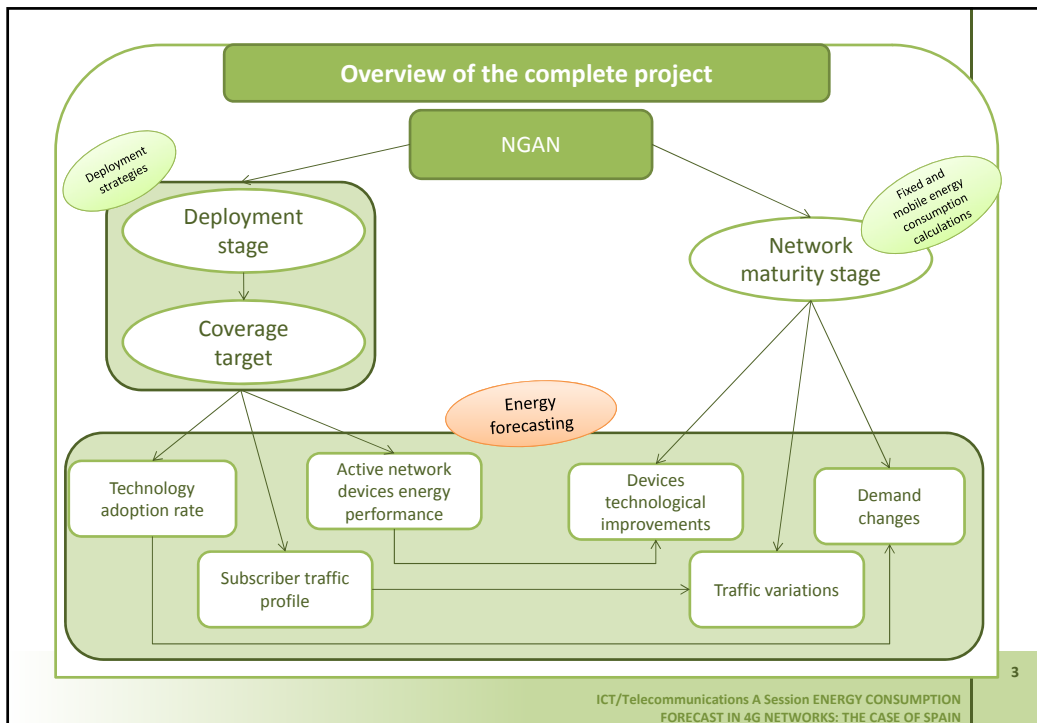 Overview of the complete project
NGAN
Deployment
strategies
Fixed and
mobile energy
consumption
calculations
Deployment
stage
Network
maturity stage
Coverage
target
Energy
forecasting
Technology
adoption rate
Active network
devices energy
performance
Devices
technological
improvements
Demand
changes
Subscriber traffic
profile
Traffic variations
3
ICT/Telecommunications A Session ENERGY CONSUMPTION
FORECAST IN 4G NETWORKS: THE CASE OF SPAIN